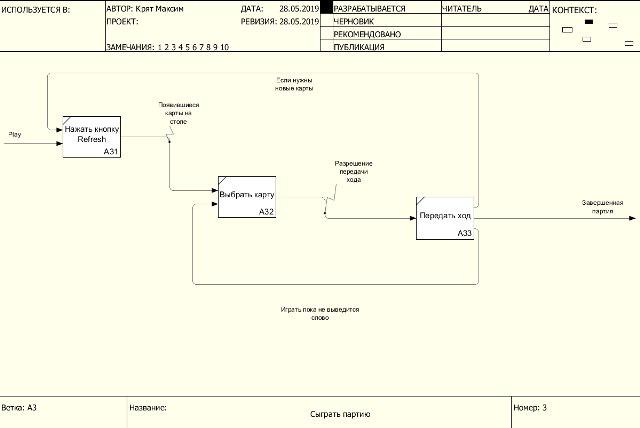 ИСПОЛЬЗУЕТСЯ В:
АВТОР: Крят Максим
ДАТА: 28.05.2019
РАЗРАБАТЫВАЕТСЯ
ЧИТАТЕЛЬ
ДАТА
КОНТЕКСТ:
ПРОЕКТ:
РЕВИЗИЯ: 28.05.2019
ЧЕРНОВИК
РЕКОМЕНДОВАНО
ЗАМЕЧАНИЯ: 1 2 3 4 5 6 7 8 9 10
ПУБЛИКАЦИЯ
Если нужны
новые карты
Появившиеся
карты на
столе
Play
Нажать кнопку
Refresh
A31
Разрешение
передачи
хода
Выбрать карту
A32
Передать ход
A33
Завершенная
партия
Играть пока не выведится
слово
Ветка: A3
Название:
Сыграть партию
Номер: 3